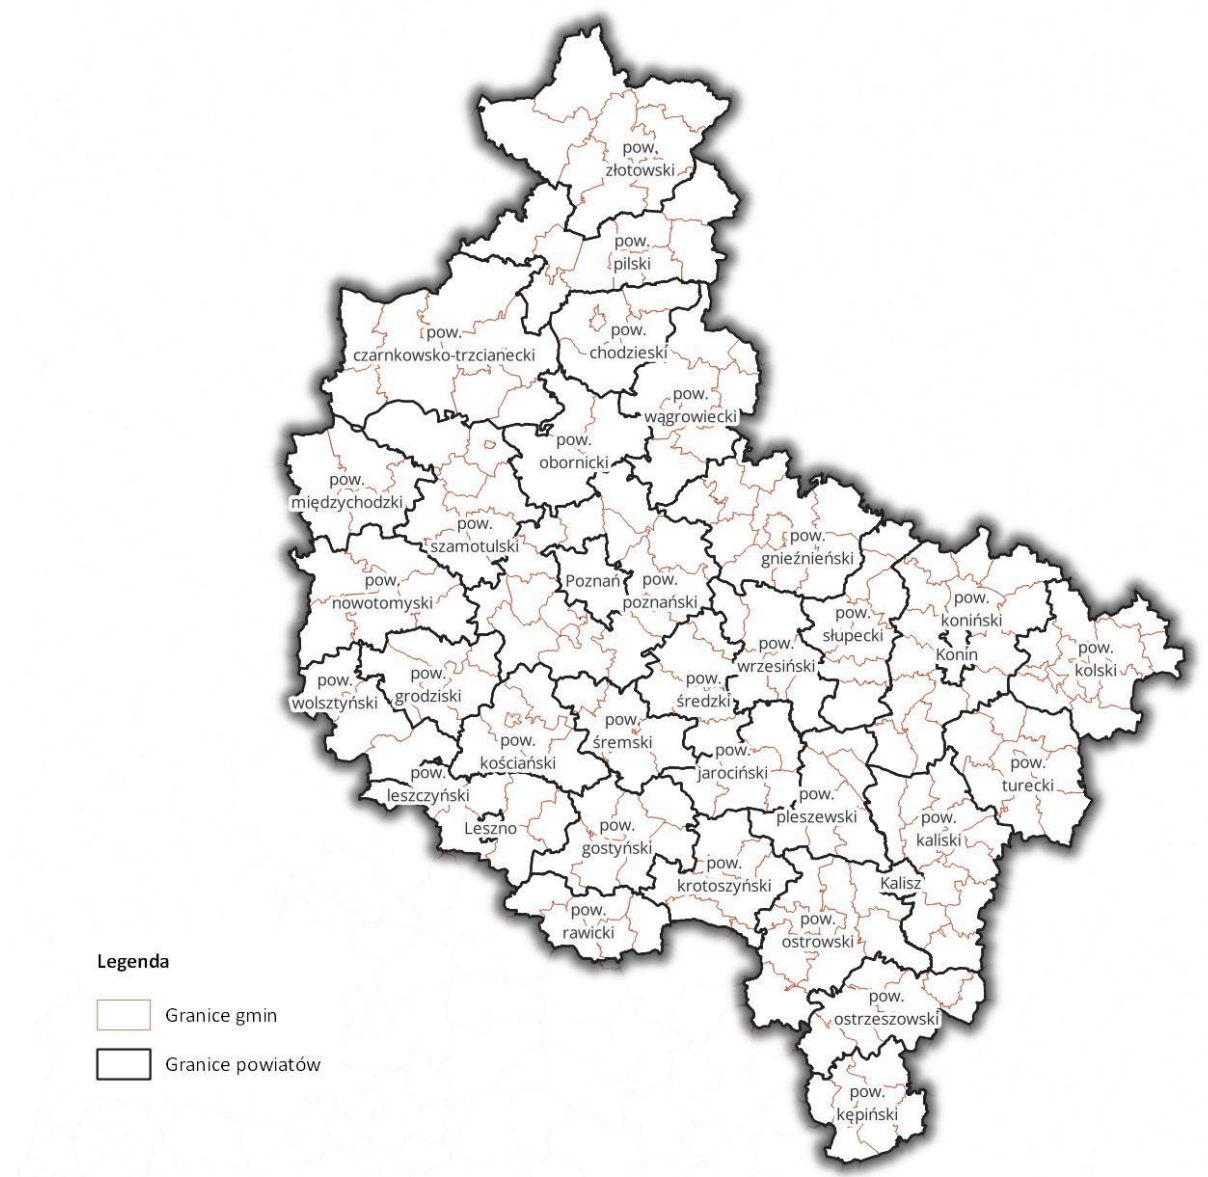 pow.
złotowski
pow.
pilski
pow.
czarnkowsko-trzcianecki
pow.
chodzieski
pow.
wągrowiecki
pow.
obornicki
pow.
międzychodzki
pow.
szamotulski
pow.
gnieźnieński
pow.
nowotomyski
Poznań
pow.
poznański
pow.
koniński
pow.
słupecki
pow.
wrzesiński
Konin
pow.
kolski
pow.
wolsztyński
pow.
grodziski
pow.
średzki
pow.
śremski
pow.
kościański
pow.
jarociński
pow.
turecki
pow.
leszczyński
pow.
pleszewski
pow.
kaliski
Leszno
pow.
gostyński
pow.
krotoszyński
Kalisz
pow.
rawicki
pow.
ostrowski
pow.
ostrzeszowski
pow.
kępiński
Legenda
Granice gmin
Granice powiatów